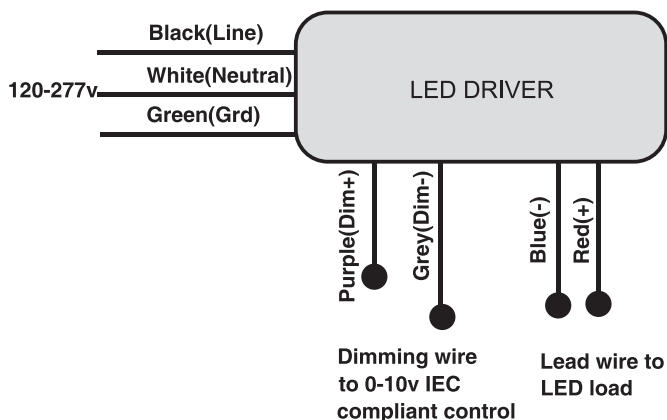 Black(Line)
120-277v
White(Neutral)
Green(Grd)
LED DRIVER
Purple(Dim+)
Grey(Dim-)
Blue(-)
Red(+)
Dimming wire
to 0-10v IEC
compliant control
Lead wire to
LED load